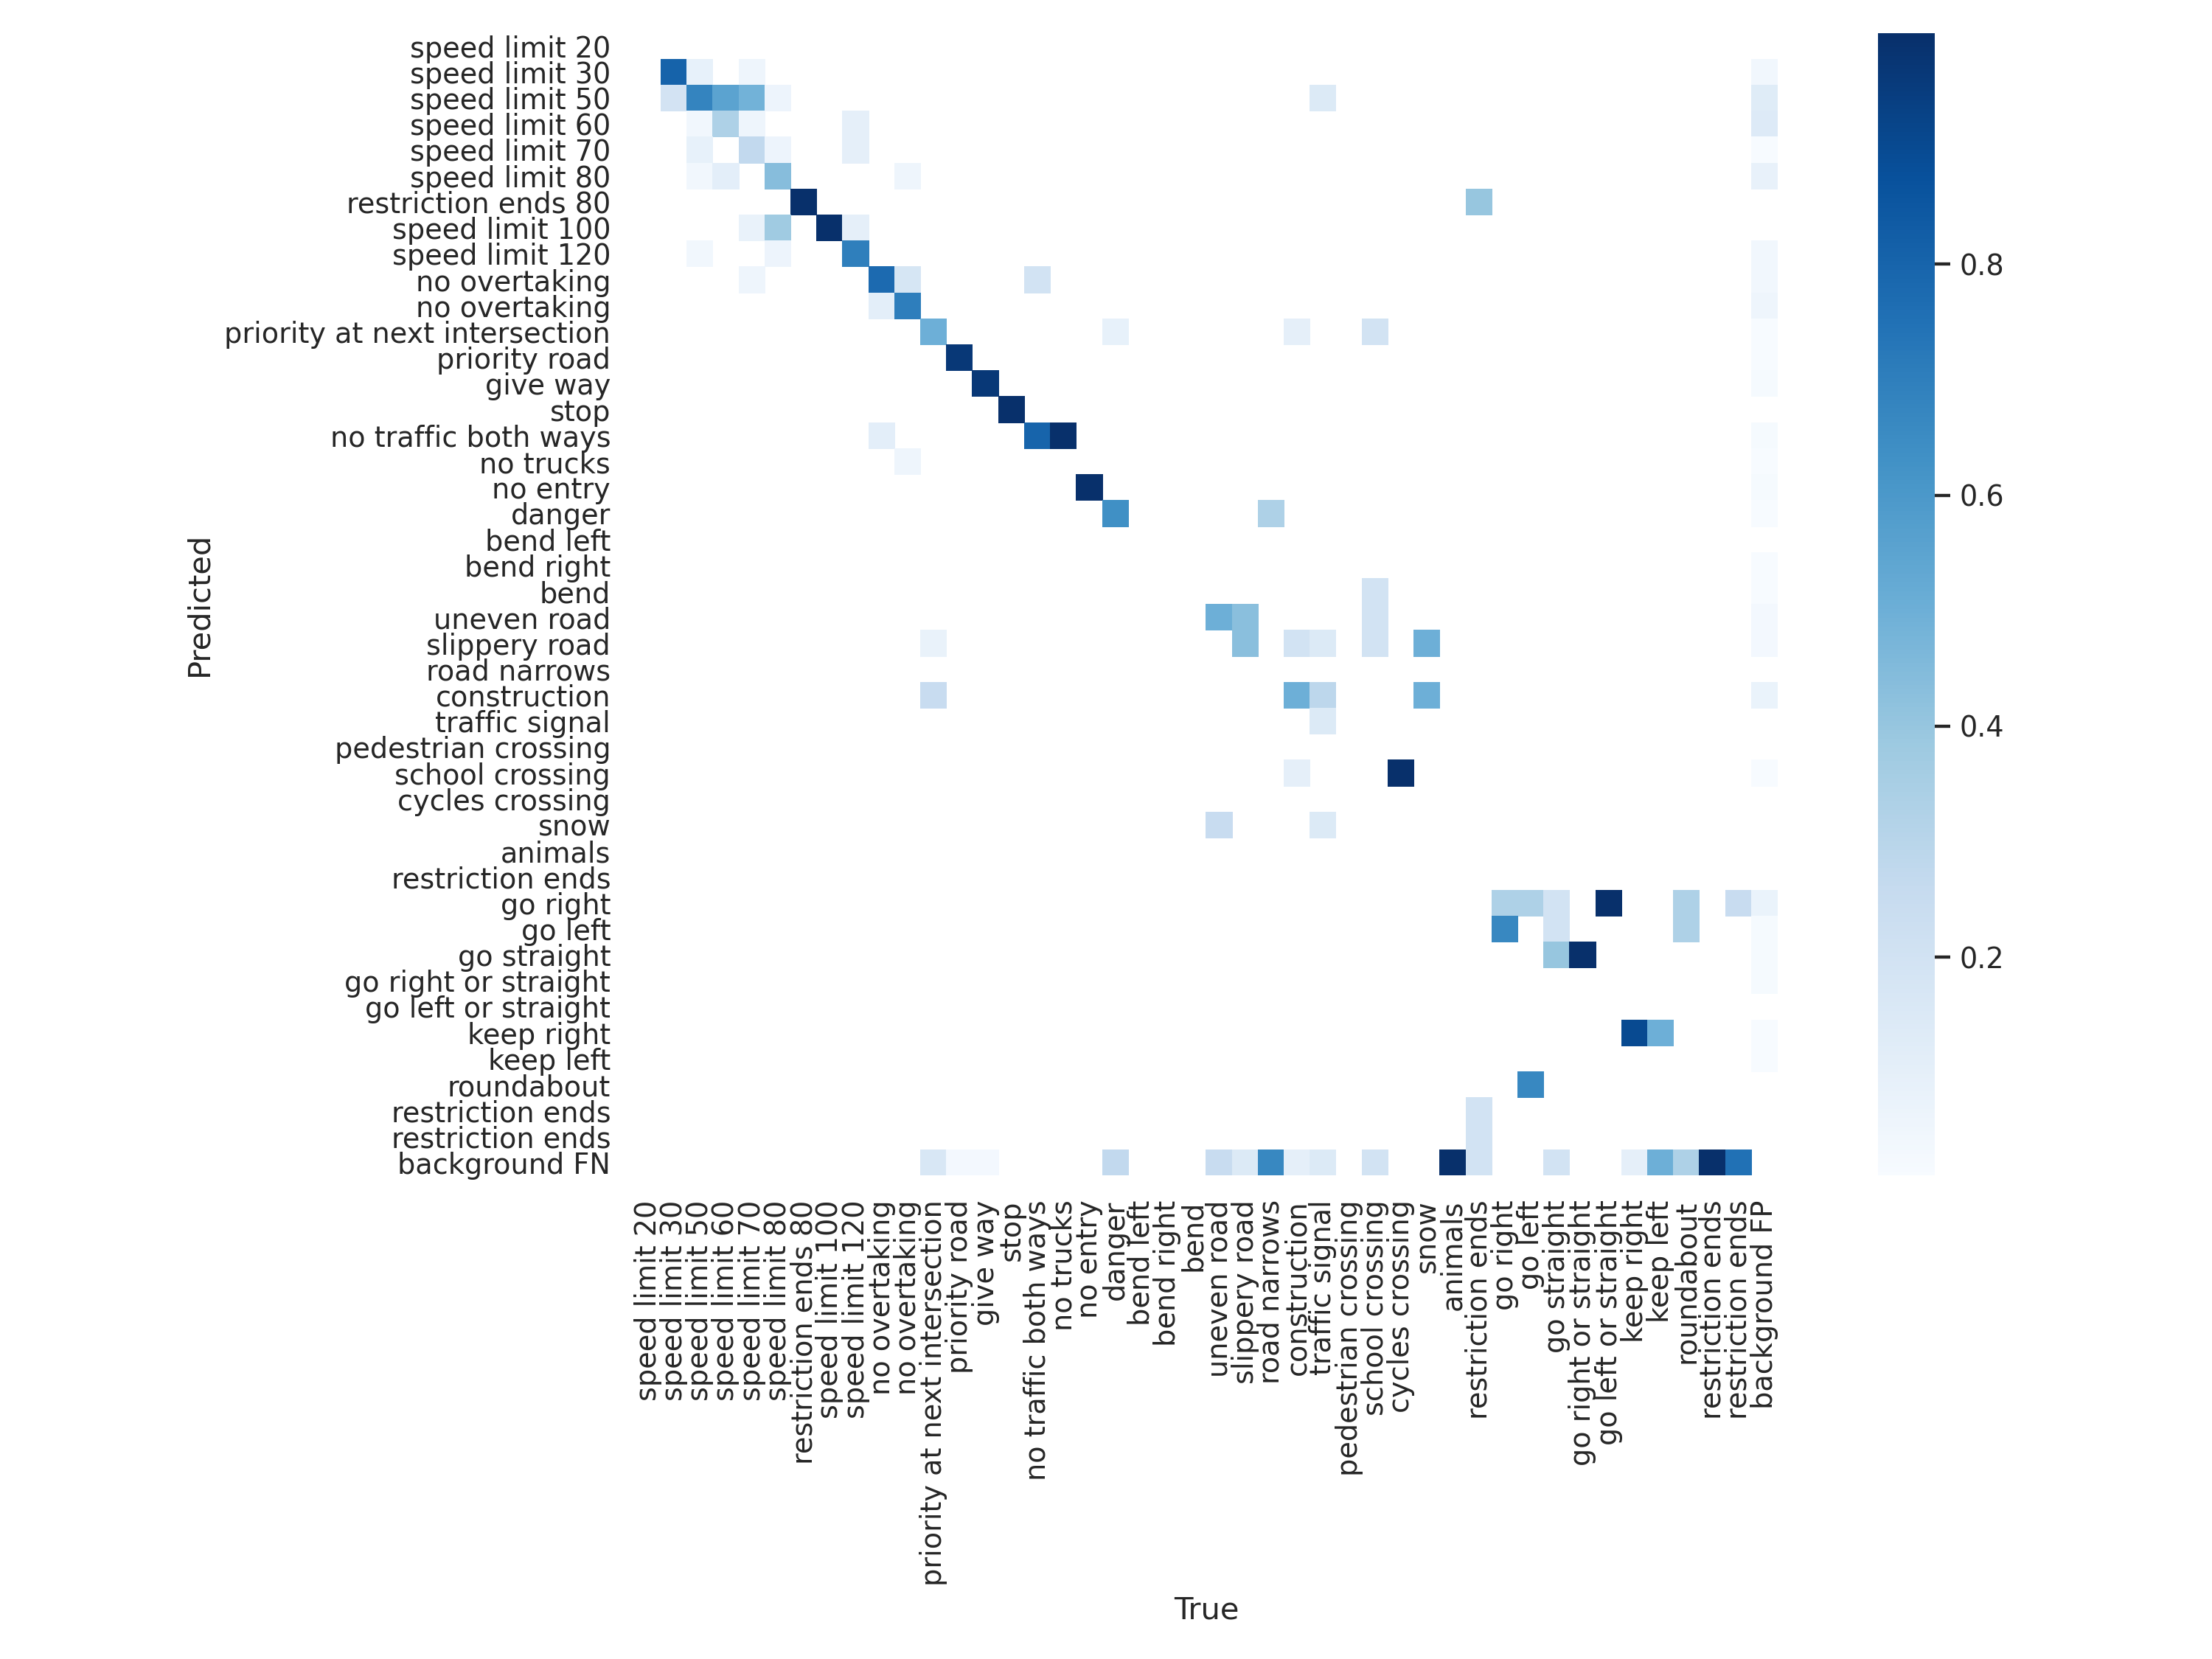 speed limit 20
speed limit 30
speed limit 50
speed limit 60
speed limit 70
speed limit 80
restriction ends 80
speed limit 100
speed limit 120
no overtaking
no overtaking
priority at next intersection
priority road
give way
stop
no traffic both ways
no trucks
no entry
danger
bend left
bend right
bend
uneven road
slippery road
road narrows
construction
traffic signal
pedestrian crossing
school crossing
cycles crossing
snow
animals
restriction ends
go right
go left
go straight
go right or straight
go left or straight
keep right
keep left
roundabout
restriction ends
restriction ends
background FN
Predicted
speed limit 20
speed limit 30
speed limit 50
speed limit 60
speed limit 70
speed limit 80
restriction ends 80
speed limit 100
speed limit 120
no overtaking
no overtaking
priority at next intersection
priority road
give way
stop
no traffic both ways
no trucks
no entry
danger
bend left
bend right
bend
uneven road
slippery road
road narrows
construction
traffic signal
pedestrian crossing
school crossing
cycles crossing
snow
animals
restriction ends
go right
go left
go straight
go right or straight
go left or straight
keep right
keep left
roundabout
restriction ends
restriction ends
background FP
True
0.8
0.6
0.4
0.2